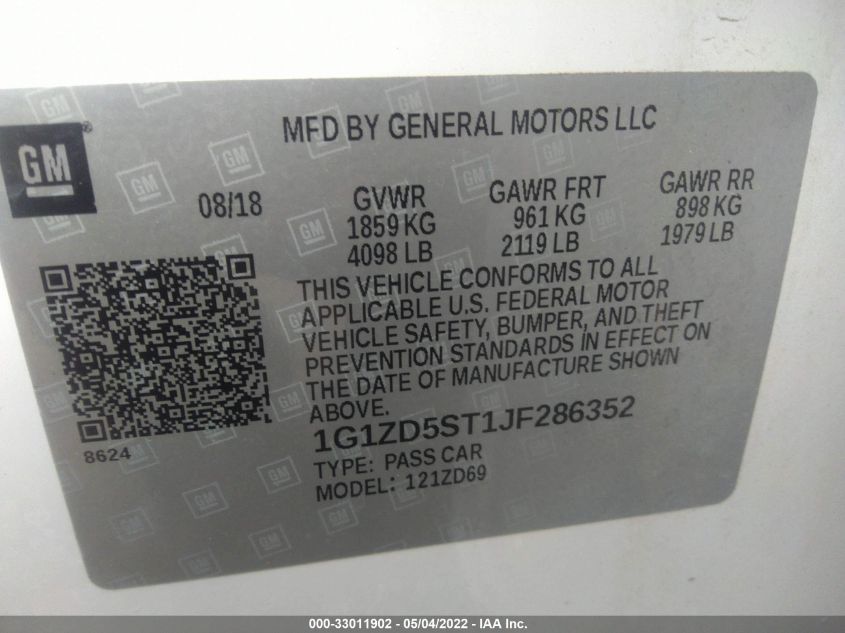 MFD BY GENERAL MOTORS LLC
GM
08/18
GVWR
1859 KG
4098 LB
GAWR FRT
961 KG
2119 LB
GAWR RR
898 KG
1979 LB
THIS VEHICLE CONFORMS TO ALL
APPLICABLE U.S. FEDERAL MOTOR
VEHICLE SAFETY, BUMPER, AND THEFT
PREVENTION STANDARDS IN EFFECT ON
THE DATE OF MANUFACTURE SHOWN
ABOVE.
8624
1G1ZD5ST1JF286352
TYPE: PASS CAR
MODEL: 121ZD69
000-33011902 - 05/04/2022 - IAA Inc.